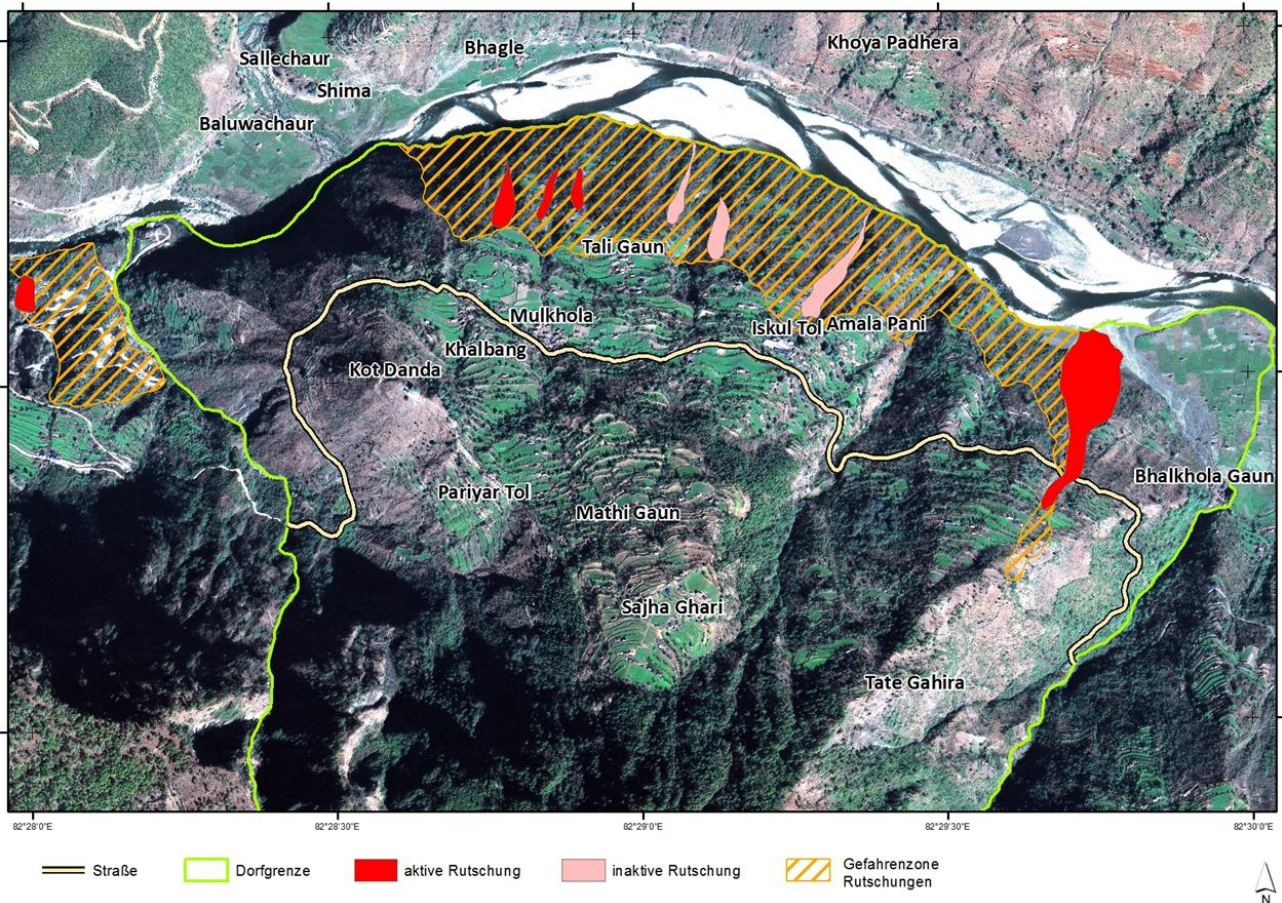 Khoya Padhera
Bhagle
Sallechaur
Shima
Baluwachaur
Tali Gaun
Mulkhola
Iskul Tol
Amala Pani
Khalbang
Kot Danda
Bhalkhola Gaun
Pariyar Tol
Mathi Gaun
Sajha Ghari
Tate Gahira
82°28'0"E
82°28'30"E
82°29'0"E
82°29'30"E
82°30'0"E
Straße
Dorfgrenze
aktive Rutschung
inaktive Rutschung
Gefahrenzone
Rutschungen
N